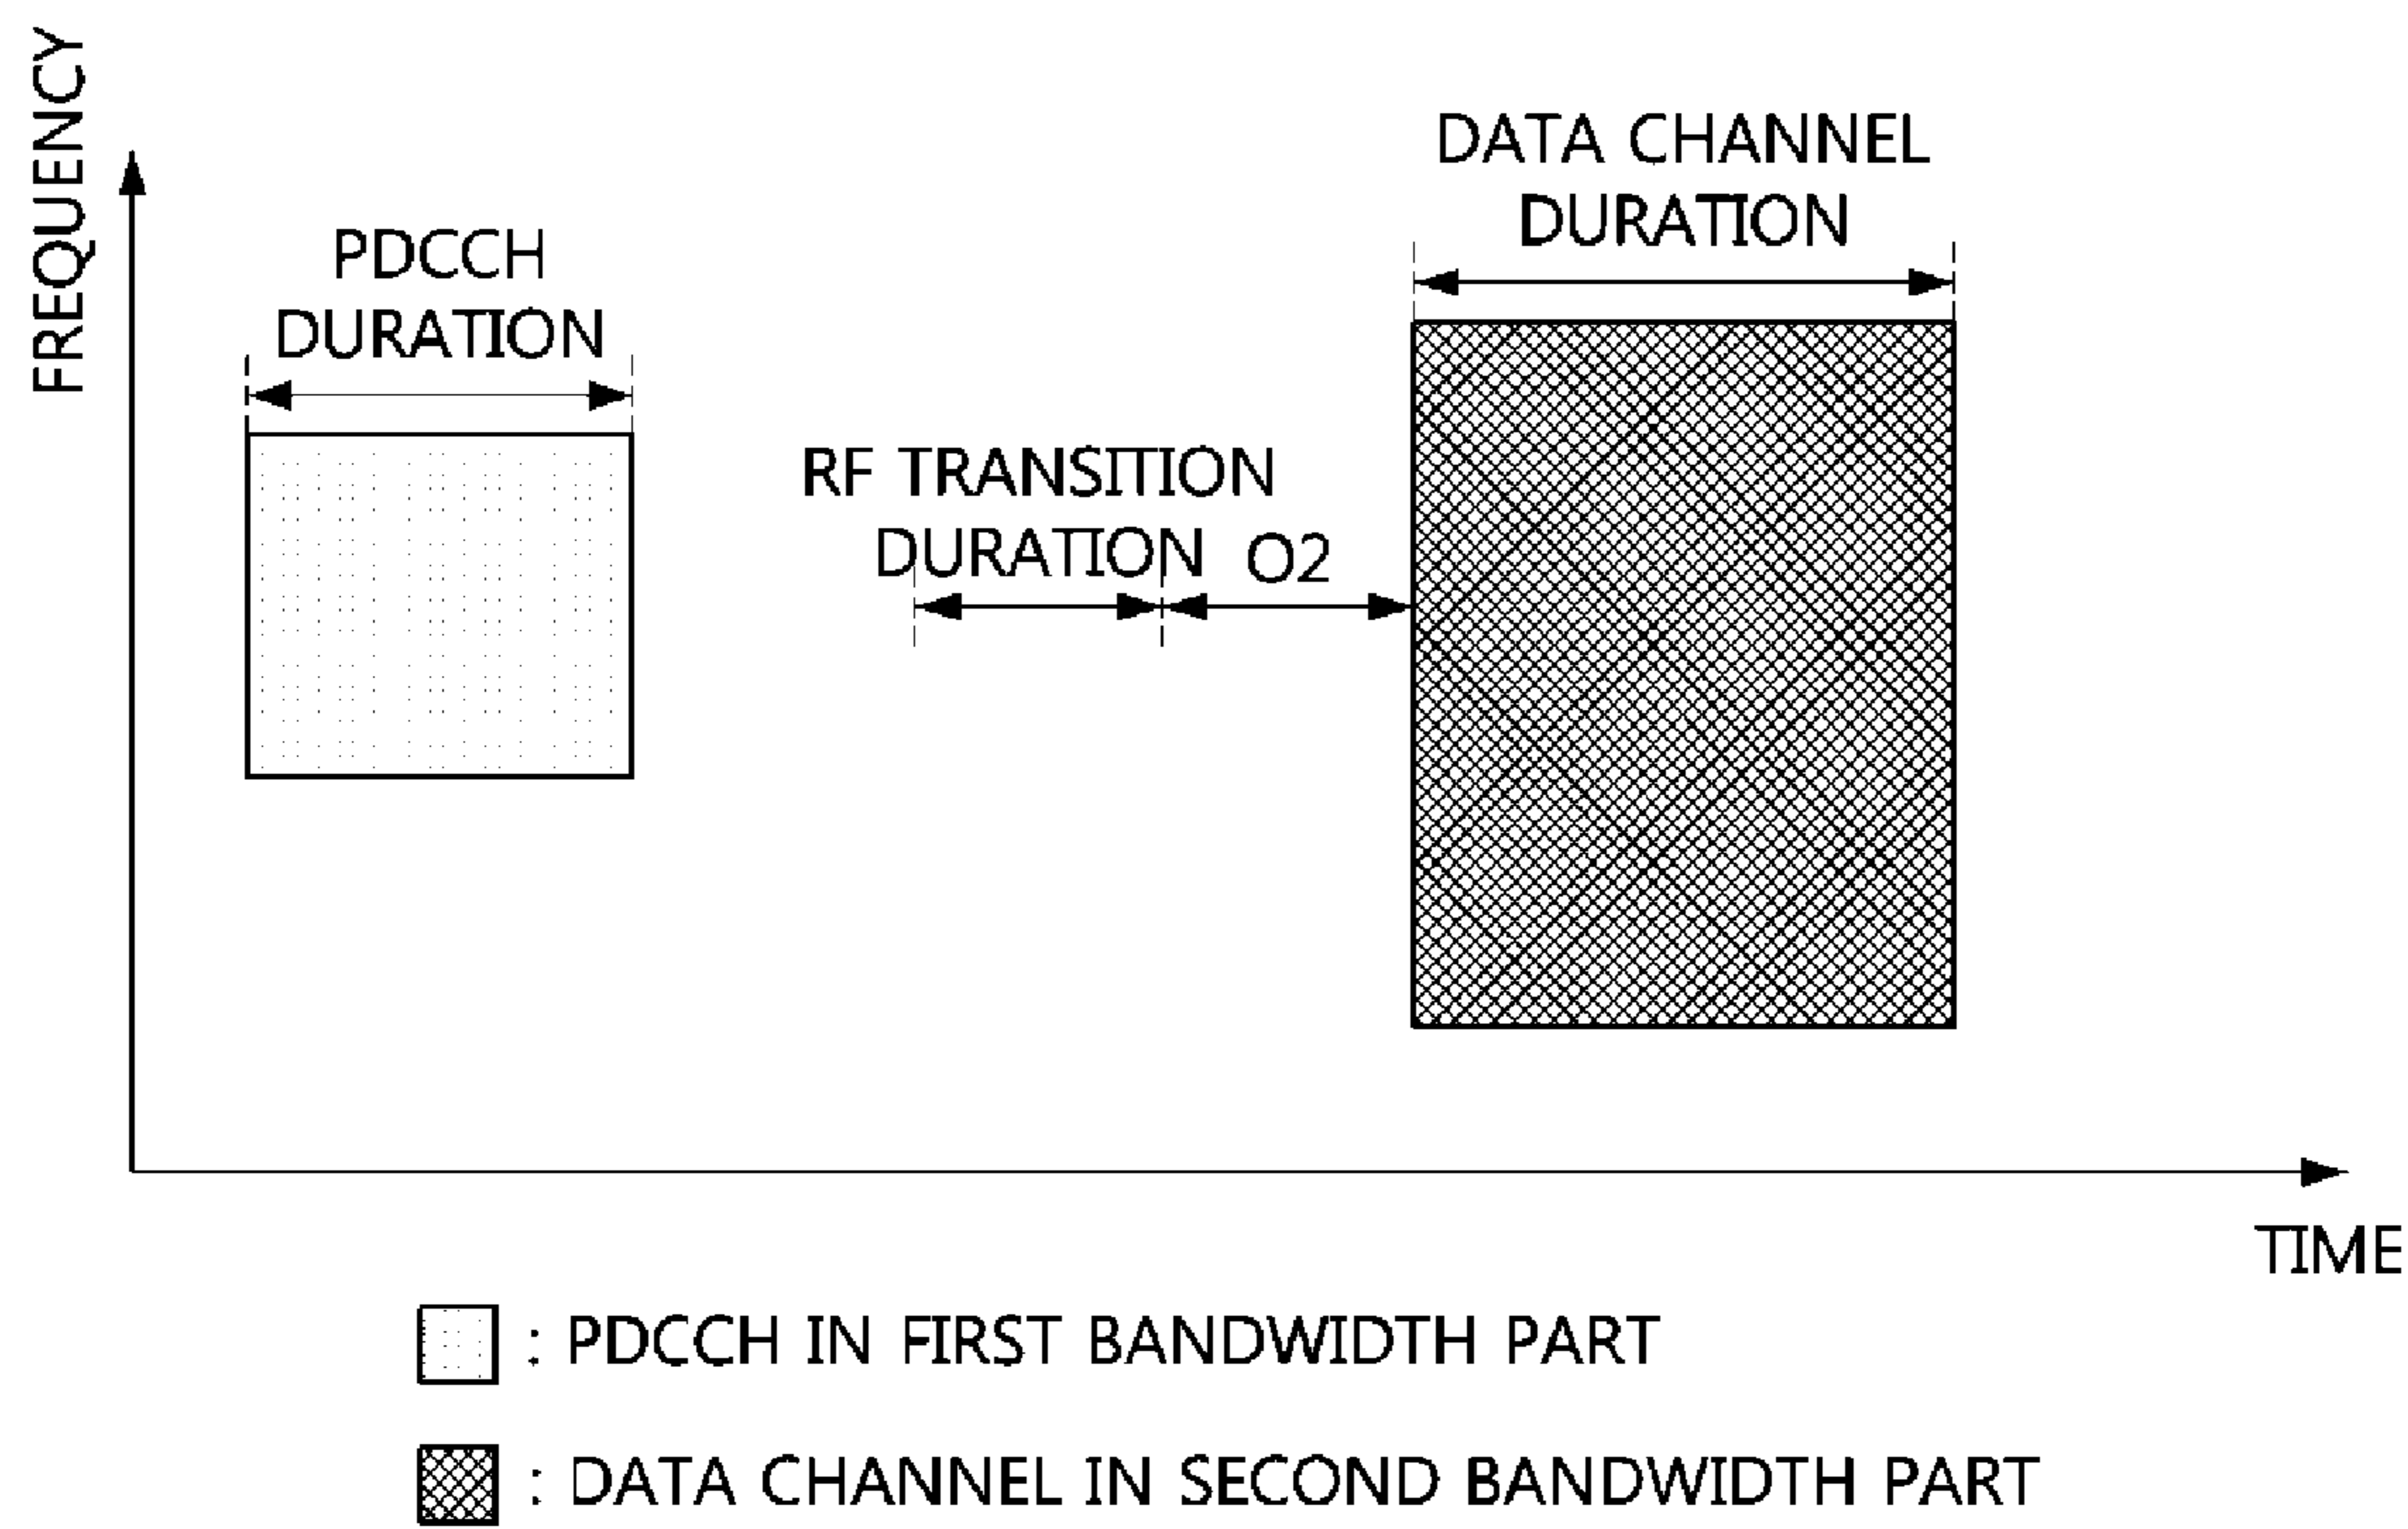 FREQUENCY
PDCCH
DURATION
RF TRANSITION
DURATION
O2
DATA CHANNEL
DURATION
TIME
: PDCCH IN FIRST BANDWIDTH PART
: DATA CHANNEL IN SECOND BANDWIDTH PART